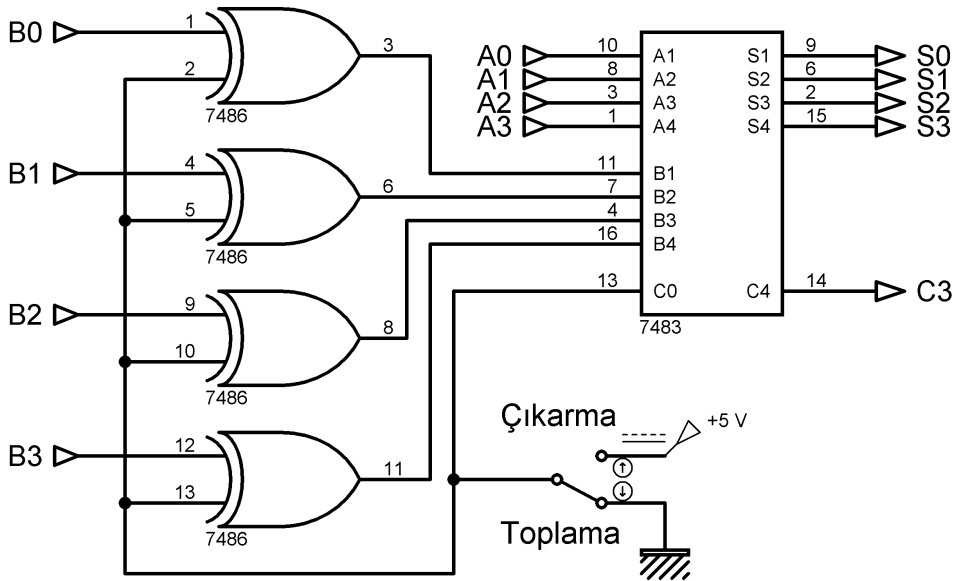 B0
1
2
3
7486
B1
4
5
6
7486
B2
9
10
8
7486
B3
12
13
11
7486
A0
A1
A2
A3
10
8
3
1
11
7
4
16
13
A1
A2
A3
A4
B1
B2
B3
B4
C0
S1
S2
S3
S4
C4
7483
9
6
2
15
14
S0
S1
S2
S3
C3
Çıkarma
+5 V
↑
↓
Toplama